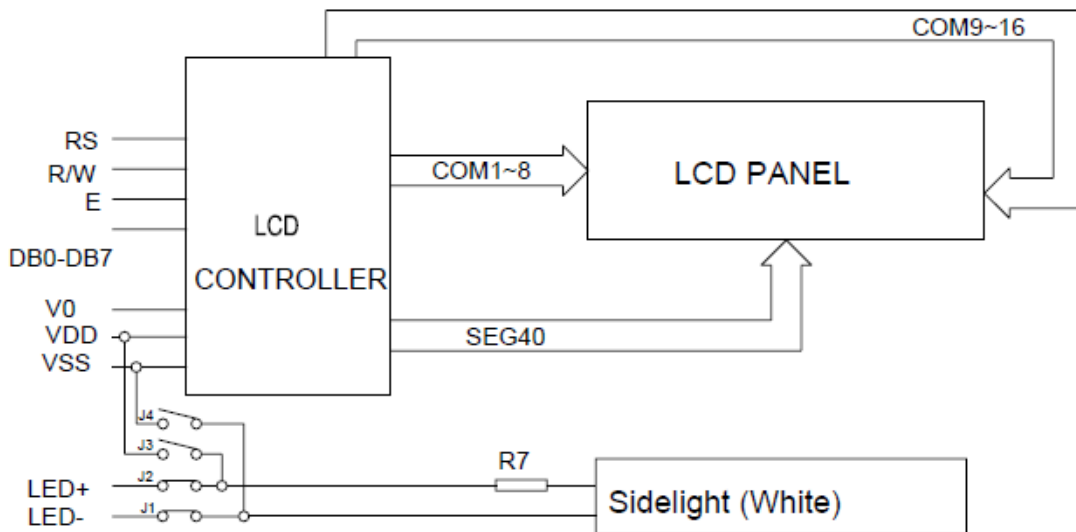 COM9~16
RS
R/W
E
DB0-DB7
V0
VDD
VSS
LCD
CONTROLLER
COM1~8
LCD PANEL
SEG40
J4
J3
J2
J1
LED+
LED-
R7
Sidelight (White)